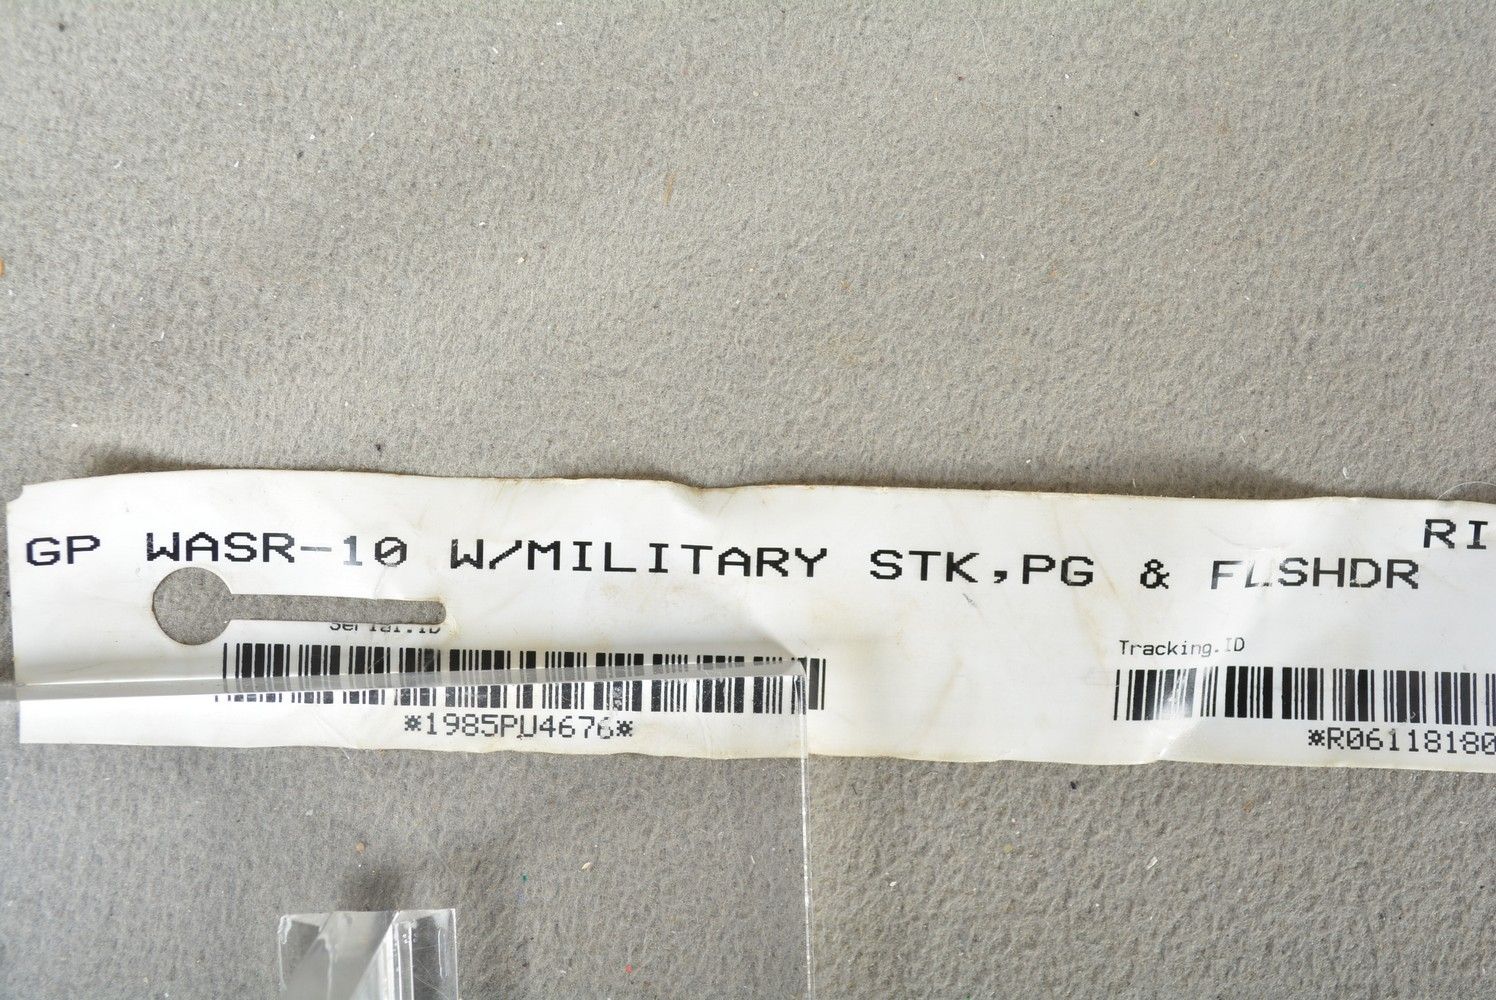 GP WASR-10 W/MILITARY STK,PG & FLSHDR
RI
Serial.ID
*1985PU4676*
Tracking.ID
*R06118180